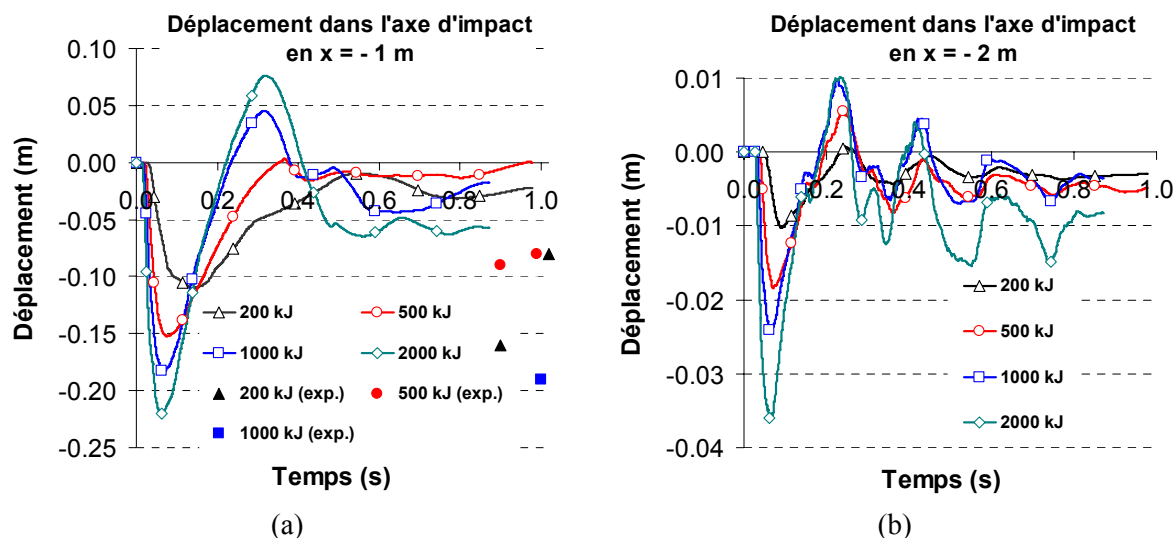 Déplacement dans l'axe d'impact
en x = - 1 m
0.10
0.05
0.00
-0.05
-0.10
-0.15
-0.20
-0.25
0.0 0.2 0.4 0.6 0.8 1.0
Déplacement (m)
Temps (s)
200 kJ 500 kJ
1000 kJ 2000 kJ
200 kJ (exp.) 500 kJ (exp.)
1000 kJ (exp.)
(a)
Déplacement dans l'axe d'impact
en x = - 2 m
0.01
0.00
-0.01
-0.02
-0.03
-0.04
0.0 0.2 0.4 0.6 0.8 1.0
Déplacement (m)
Temps (s)
200 kJ
500 kJ
1000 kJ
2000 kJ
(b)